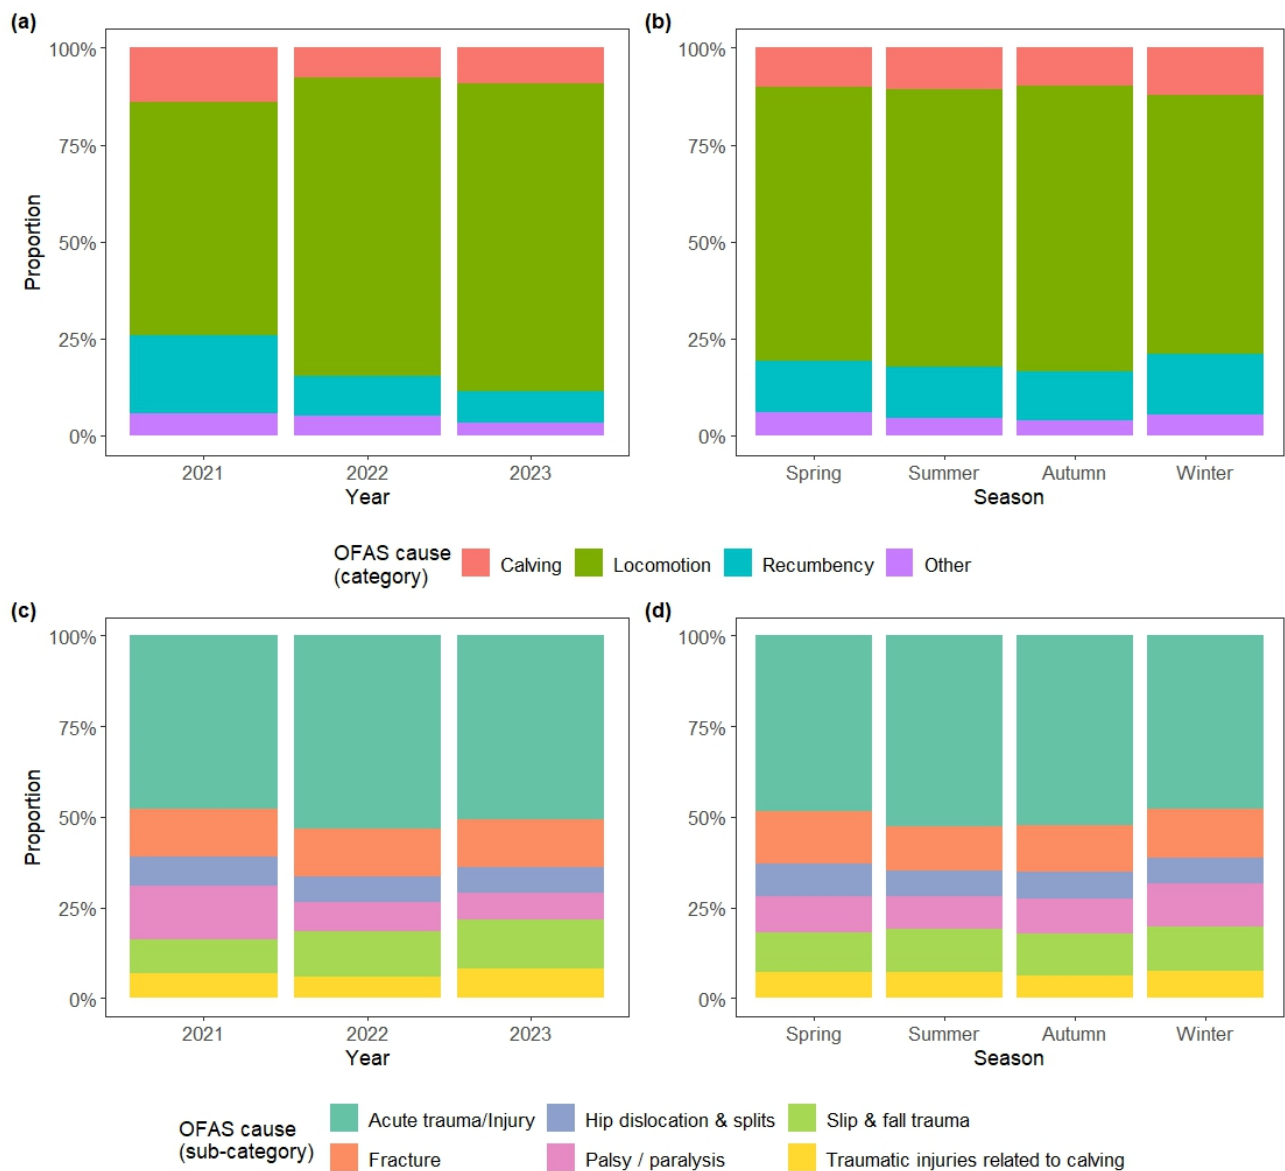 (a)
100%
75%
50%
25%
0%
Proportion
2021 2022 2023
Year
(b)
100%
75%
50%
25%
0%
Spring Summer Autumn Winter
Season
OFAS cause
(category)
Calving Locomotion Recumbency Other
(c)
100%
75%
50%
25%
0%
Proportion
2021 2022 2023
Year
(d)
100%
75%
50%
25%
0%
Spring Summer Autumn Winter
Season
OFAS cause
(sub-category)
Acute trauma/Injury Hip dislocation & splits Slip & fall trauma
Fracture Palsy / paralysis Traumatic injuries related to calving